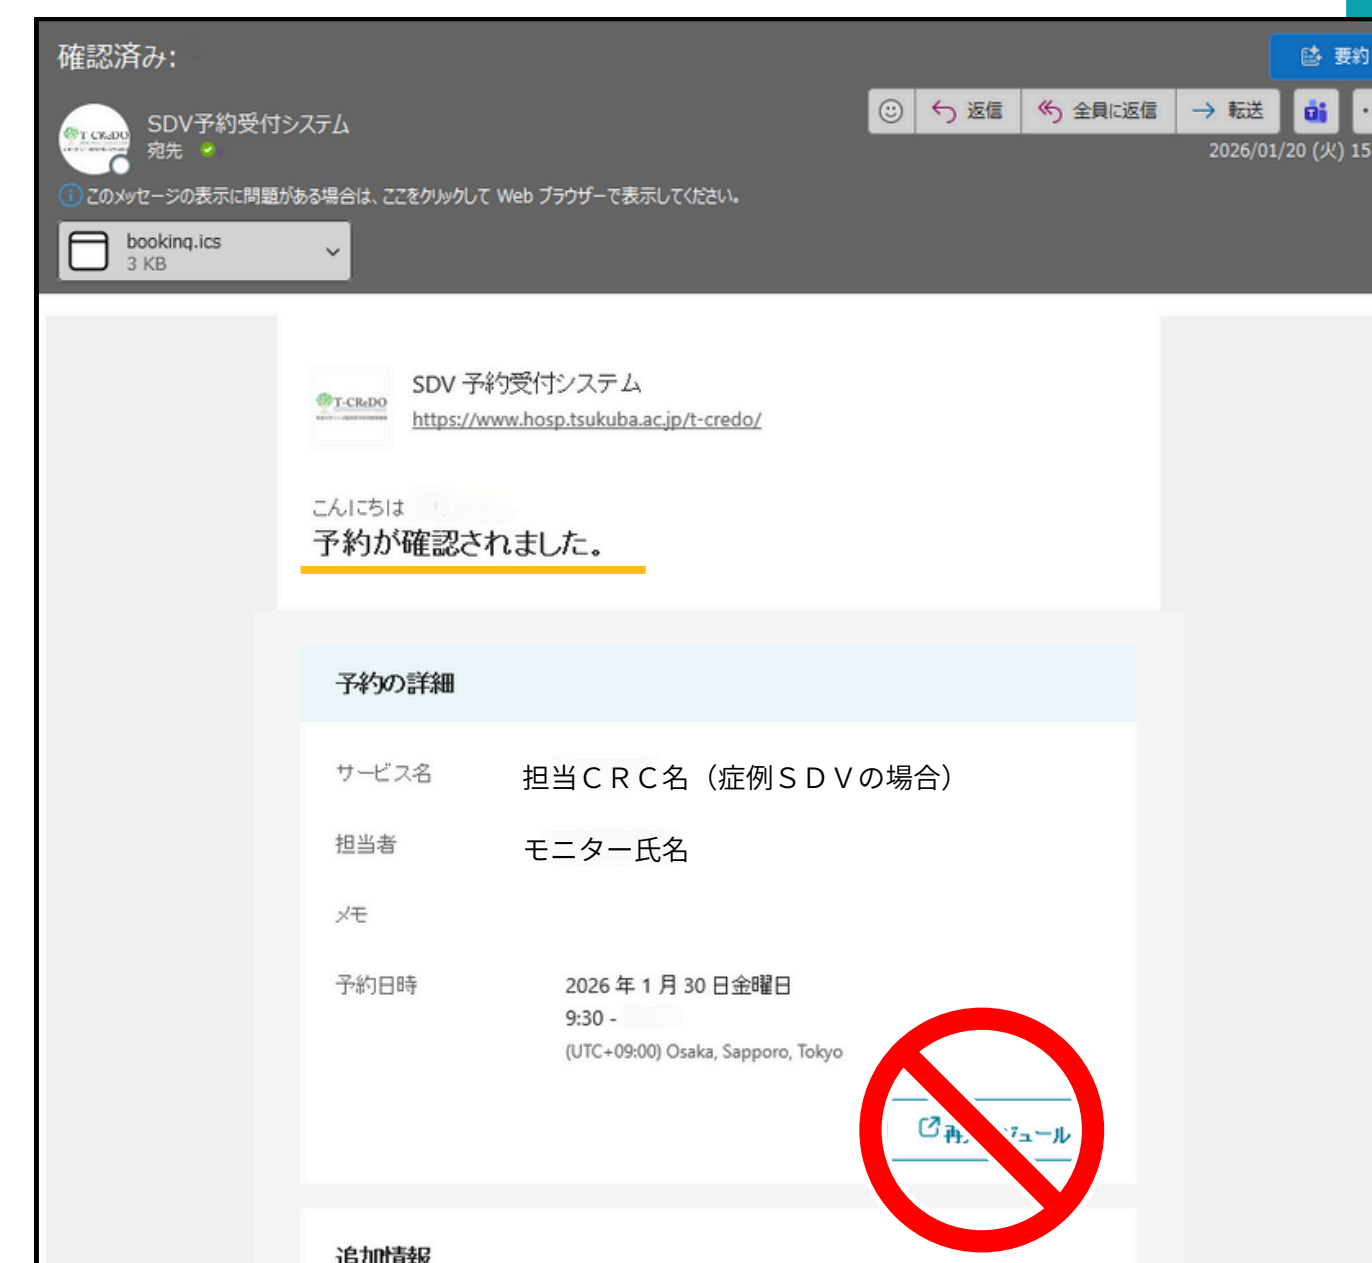 確認済み:
要約
T-CReDO
SDV予約受付システム
宛先
返信
全員に返信
転送
2026/01/20 (火) 15
このメッセージの表示に問題がある場合は、ここをクリックして Web ブラウザーで表示してください。
booking.ics
3 KB
T-CReDO
SDV 予約受付システム
https://www.hosp.tsukuba.ac.jp/t-credo/
こんにちは
予約が確認されました。
予約の詳細
サービス名
担当ＣＲＣ名（症例ＳＤＶの場合）
担当者
モニター氏名
メモ
予約日時
2026 年 1 月 30 日金曜日
9:30 -
(UTC+09:00) Osaka, Sapporo, Tokyo
ジュール
追加情報